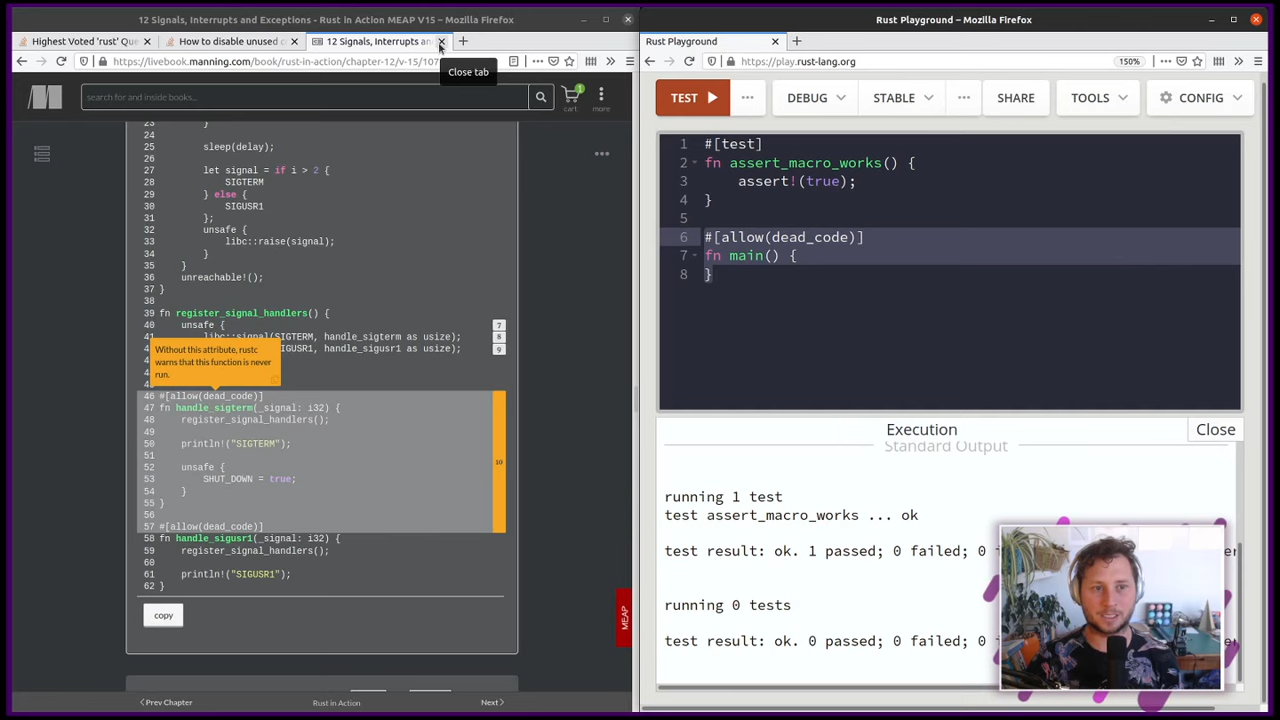 12 Signals, Interrupts and Exceptions - Rust in Action MEAP V15 – Mozilla Firefox
Highest Voted 'rust' Que
How to disable unused c
12 Signals, Interrupts an
https://livebook.manning.com/book/rust-in-action/chapter-12/v-15/107
Close tab
search for and inside books...
1
cart
more
23 }
24
25 sleep(delay);
26
27 let signal = if i > 2 {
28 SIGTERM
29 } else {
30 SIGUSR1
31 };
32 unsafe {
33 libc::raise(signal);
34 }
35 }
36 unreachable!();
37 }
38
39 fn register_signal_handlers() {
40 unsafe { 7
41 libc::signal(SIGTERM, handle_sigterm as usize); 8
IGUSR1, handle_sigusr1 as usize); 9
Without this attribute, rustc
warns that this function is never
run.
46 #[allow(dead_code)]
47 fn handle_sigterm(_signal: i32) {
48 register_signal_handlers();
49
50 println!("SIGTERM");
51
52 unsafe { 10
53 SHUT_DOWN = true;
54 }
55 }
56
57 #[allow(dead_code)]
58 fn handle_sigusr1(_signal: i32) {
59 register_signal_handlers();
60
61 println!("SIGUSR1");
62 }
copy
MEAP
Prev Chapter
Rust in Action
Next
Rust Playground – Mozilla Firefox
Rust Playground
https://play.rust-lang.org
150%
TEST
DEBUG
STABLE
SHARE
TOOLS
CONFIG
1 #[test]
2 fn assert_macro_works() {
3 assert!(true);
4 }
5
6 #[allow(dead_code)]
7 fn main() {
8 }
Execution
Close
Standard Output
running 1 test
test assert_macro_works ... ok
test result: ok. 1 passed; 0 failed; 0 i
running 0 tests
test result: ok. 0 passed; 0 failed; 0 i